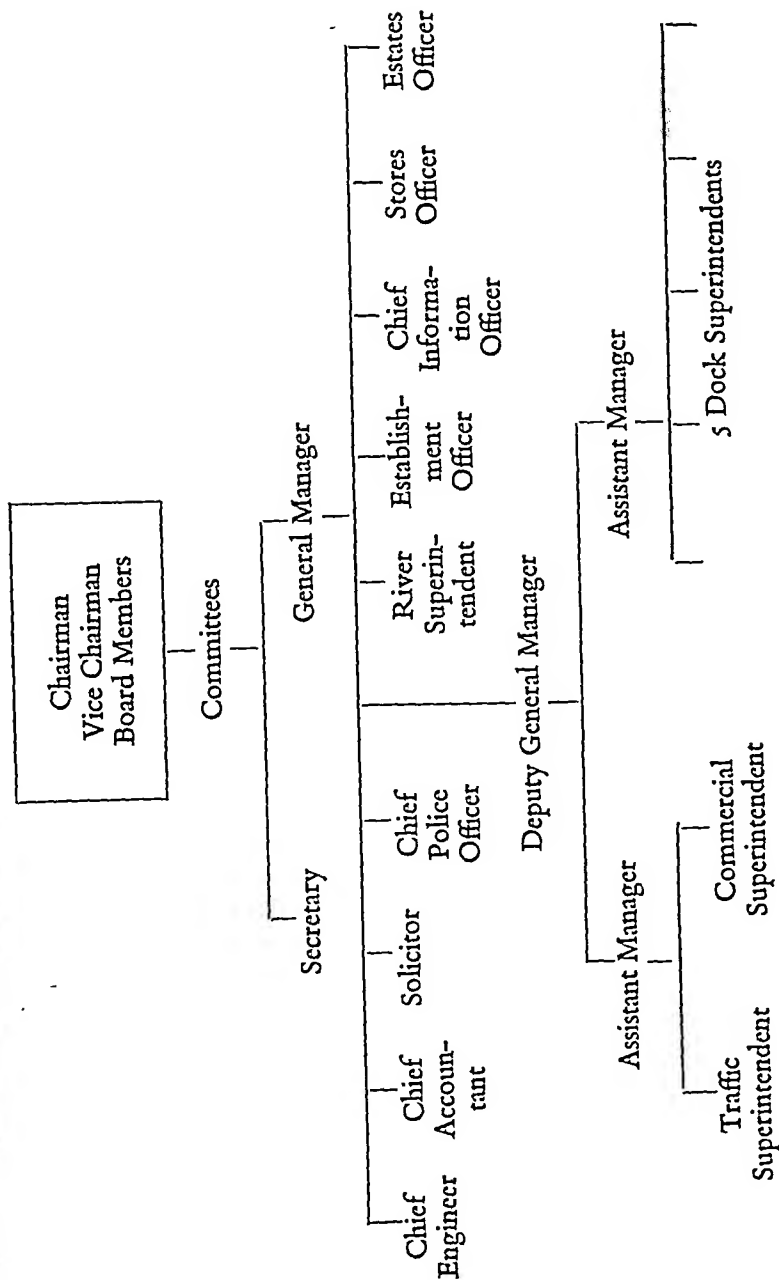 Chairman
Vice Chairman
Board Members
Committees
Secretary
General Manager
Chief
Engineer
Chief
Accoun-
tant
Solicitor
Chief
Police
Officer
River
Superin-
tendent
Establish-
ment
Officer
Chief
Informa-
tion
Officer
Stores
Officer
Estates
Officer
Deputy General Manager
Assistant Manager
Assistant Manager
Traffic
Superintendent
Commercial
Superintendent
5 Dock Superintendents